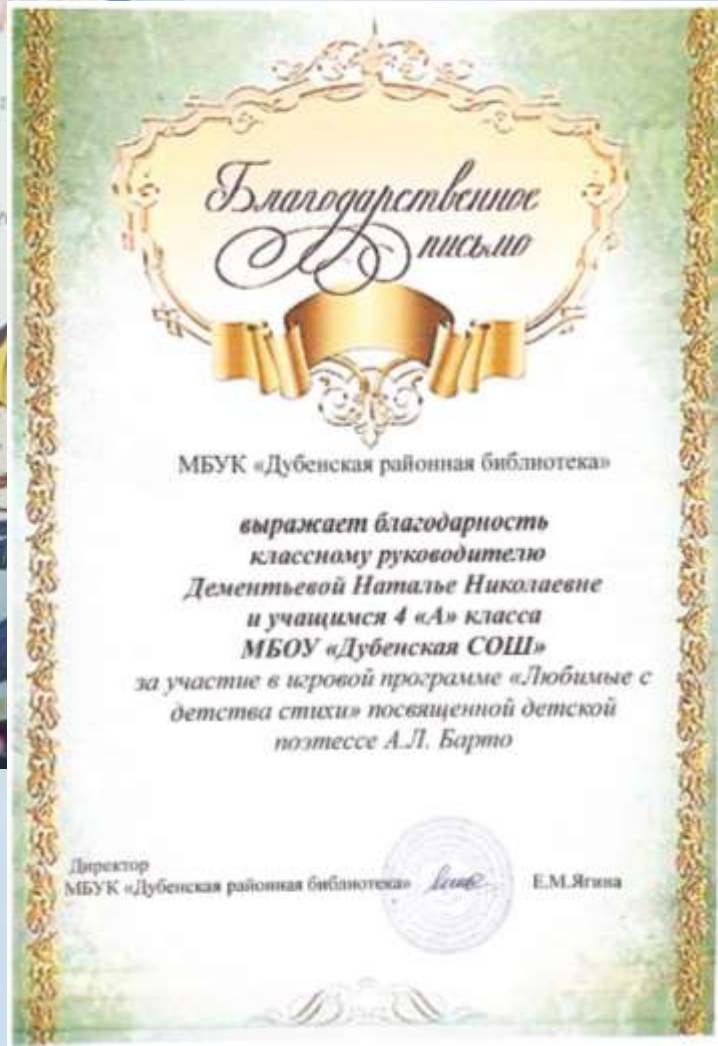 Благодарственное
письмо
МБУК «Дубенская районная библиотека»
выражает благодарность
классному руководителю
Дементьевой Наталье Николаевне
и учащимся 4 «А» класса
МБОУ «Дубенская СОШ»
за участие в игровой программе «Любимые с
детства стихи» посвященной детской
поэтессе А.Л. Барто
Директор
МБУК «Дубенская районная библиотека» Е.М.Ягина